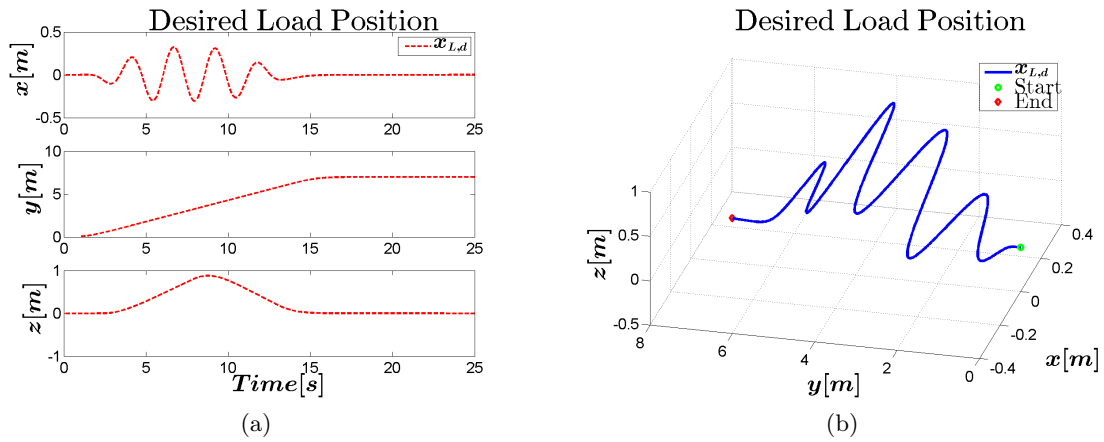 Desired Load Position
x[m]
0.5
0
-0.5
x_{L,d}
0 5 10 15 20 25
y[m]
10
5
0
0 5 10 15 20 25
z[m]
1
0
-1
0 5 10 15 20 25
Time[s]
(a)
Desired Load Position
x_{L,d}
Start
End
z[m]
1
0.5
0
-0.5
8 6 4 2 0
y[m]
0.4
0.2
0
-0.2
-0.4
x[m]
(b)